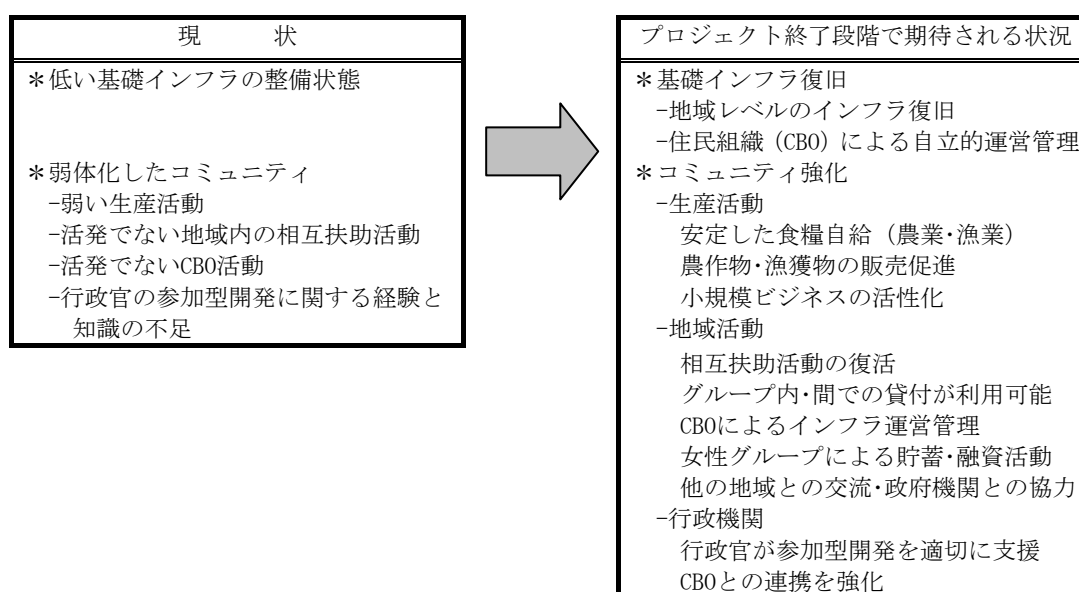 現　　　状
＊低い基礎インフラの整備状態
＊弱体化したコミュニティ
-弱い生産活動
-活発でない地域内の相互扶助活動
-活発でないCBO活動
-行政官の参加型開発に関する経験と
知識の不足
プロジェクト終了段階で期待される状況
＊基礎インフラ復旧
-地域レベルのインフラ復旧
-住民組織（CBO）による自立的運営管理
＊コミュニティ強化
-生産活動
安定した食糧自給（農業･漁業）
農作物･漁獲物の販売促進
小規模ビジネスの活性化
-地域活動
相互扶助活動の復活
グループ内･間での貸付が利用可能
CBOによるインフラ運営管理
女性グループによる貯蓄･融資活動
他の地域との交流･政府機関との協力
-行政機関
行政官が参加型開発を適切に支援
CBOとの連携を強化